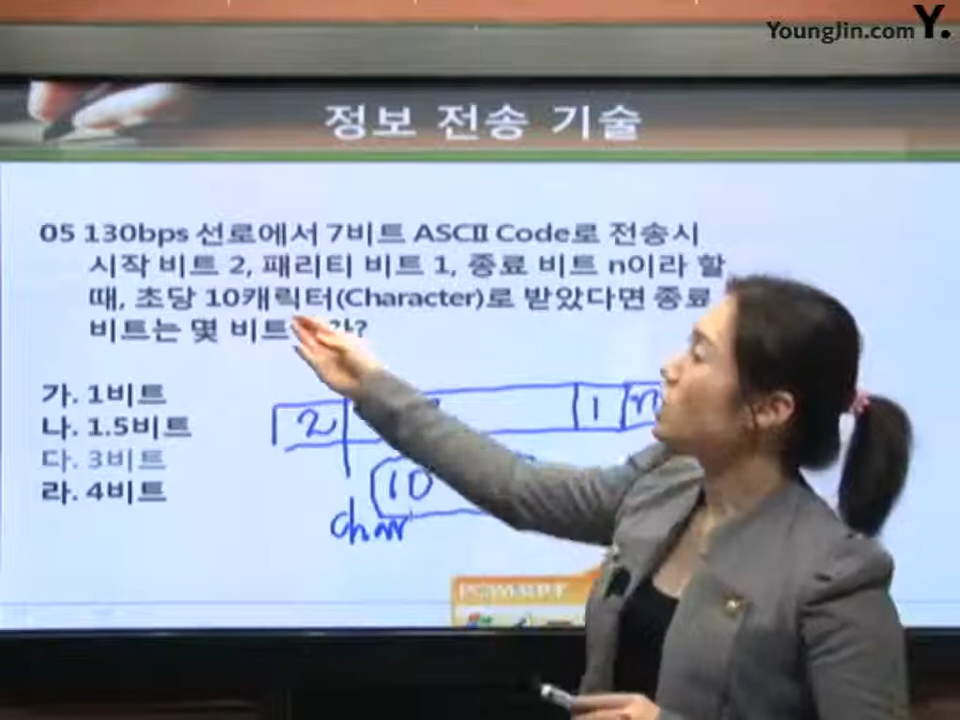 YoungJin.com Y.
정보 전송 기술
05 130bps 선로에서 7비트 ASCII Code로 전송시
시작 비트 2, 패리티 비트 1, 종료 비트 n이라 할
때, 초당 10캐릭터(Character)로 받았다면 종료
비트는 몇 비트 가?
가. 1비트
나. 1.5비트
다. 3비트
라. 4비트
2 1 n
10
char